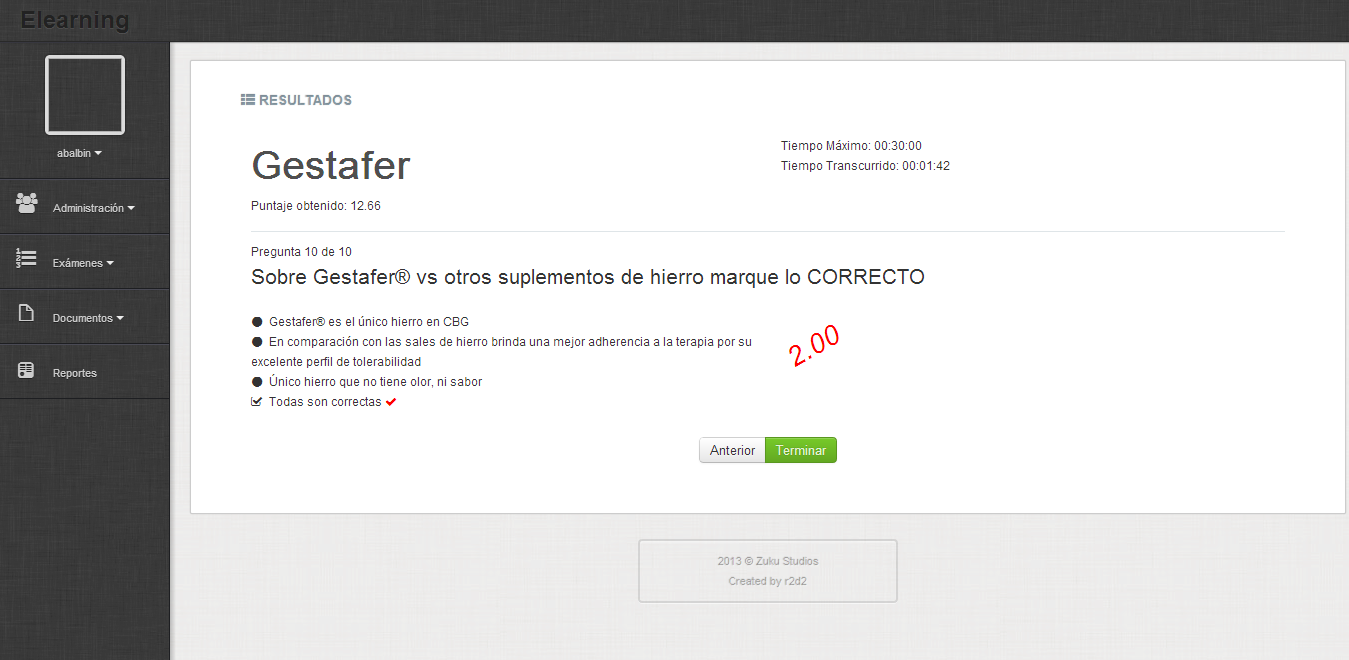 Elearning
abalbin
Administración
Exámenes
Documentos
Reportes
RESULTADOS
Gestafer
Tiempo Máximo: 00:30:00
Tiempo Transcurrido: 00:01:42
Puntaje obtenido: 12.66
Pregunta 10 de 10
Sobre Gestafer® vs otros suplementos de hierro marque lo CORRECTO
Gestafer® es el único hierro en CBG
En comparación con las sales de hierro brinda una mejor adherencia a la terapia por su
excelente perfil de tolerabilidad
Único hierro que no tiene olor, ni sabor
Todas son correctas
2.00
Anterior
Terminar
2013 © Zuku Studios
Created by r2d2